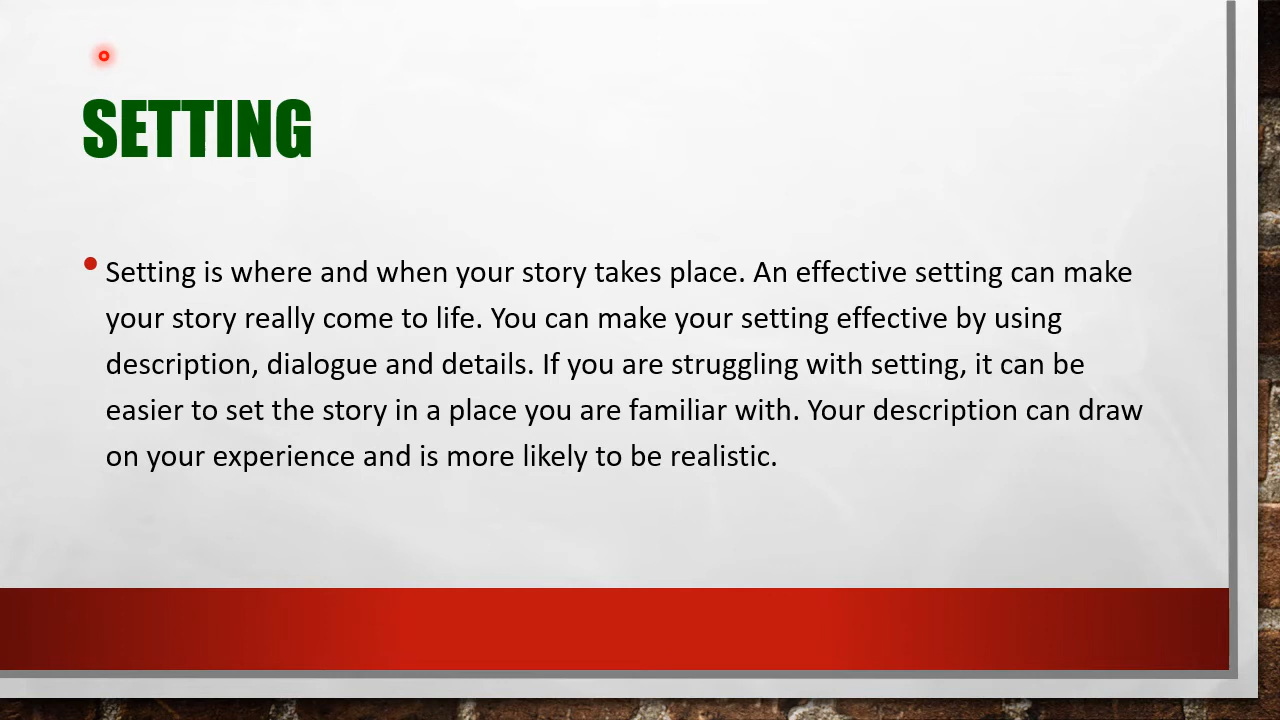 SETTING
Setting is where and when your story takes place. An effective setting can make
your story really come to life. You can make your setting effective by using
description, dialogue and details. If you are struggling with setting, it can be
easier to set the story in a place you are familiar with. Your description can draw
on your experience and is more likely to be realistic.